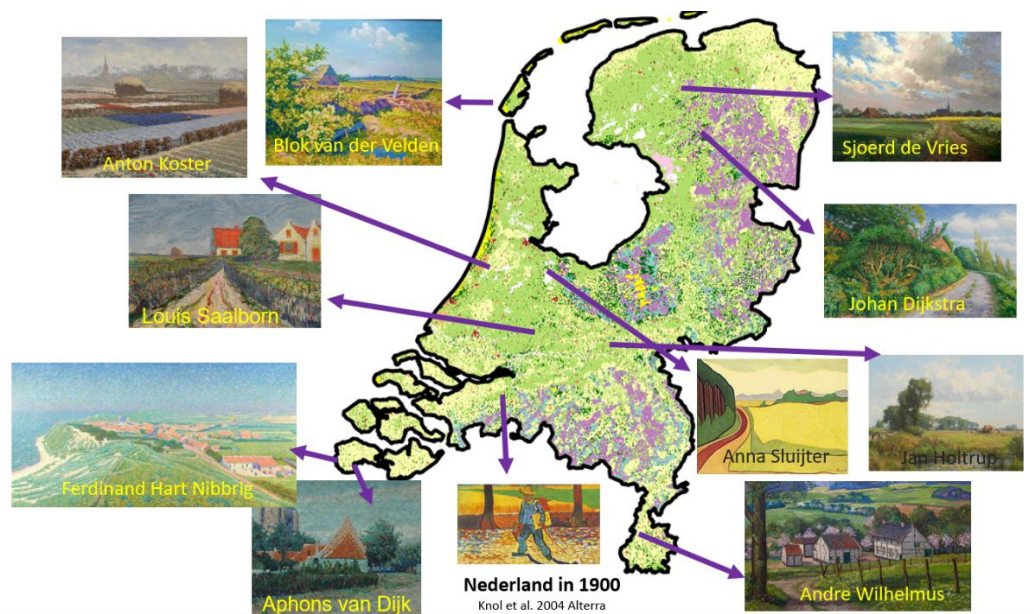 Anton Koster
Blok van der Velden
Sjoerd de Vries
Louis Saalborn
Johan Dijkstra
Anna Sluijter
Jan Holtrup
Ferdinand Hart Nibbrig
Aphons van Dijk
Nederland in 1900
Knol et al. 2004 Alterra
Andre Wilhelmus